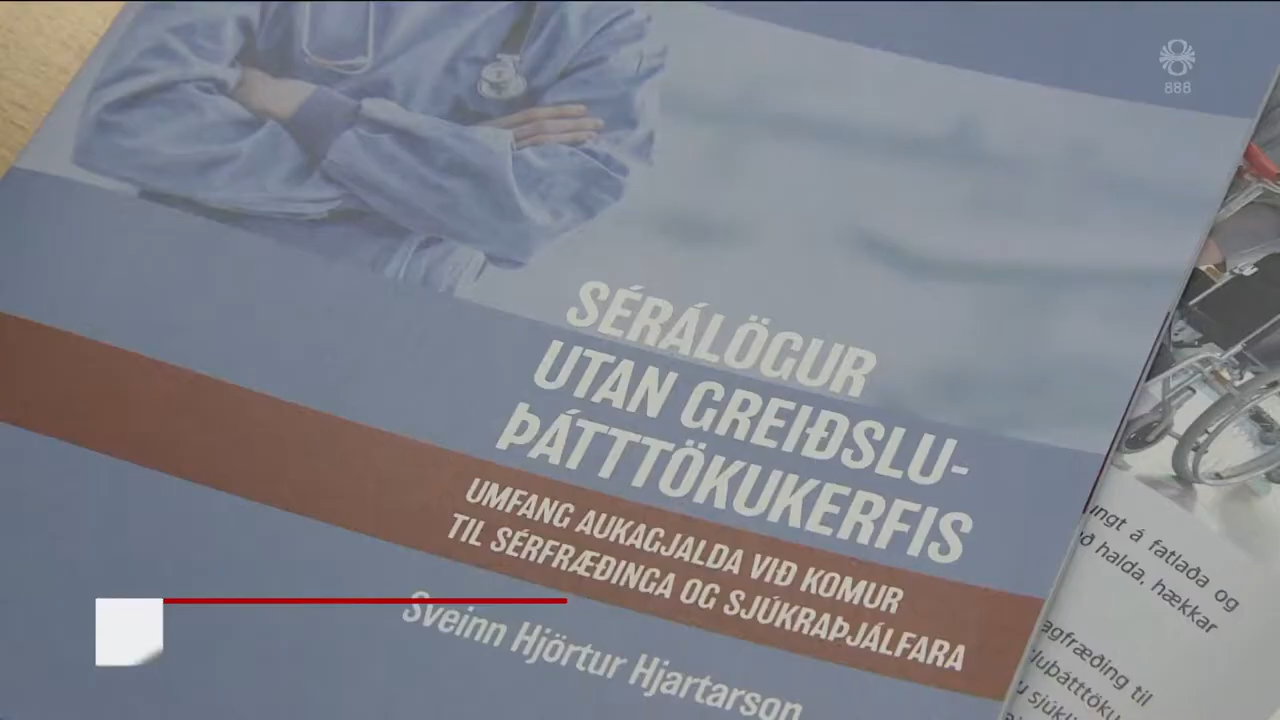 888
SÉRÁLÖGUR
UTAN GREIÐSLU-
ÞÁTTTÖKUKERFIS
UMFANG AUKAGJALDA VIÐ KOMUR
TIL SÉRFRÆÐINGA OG SJÚKRAÞJÁLFARA
Sveinn Hjörtur Hjartarson
á fatlaða og
halda, hækkar
til